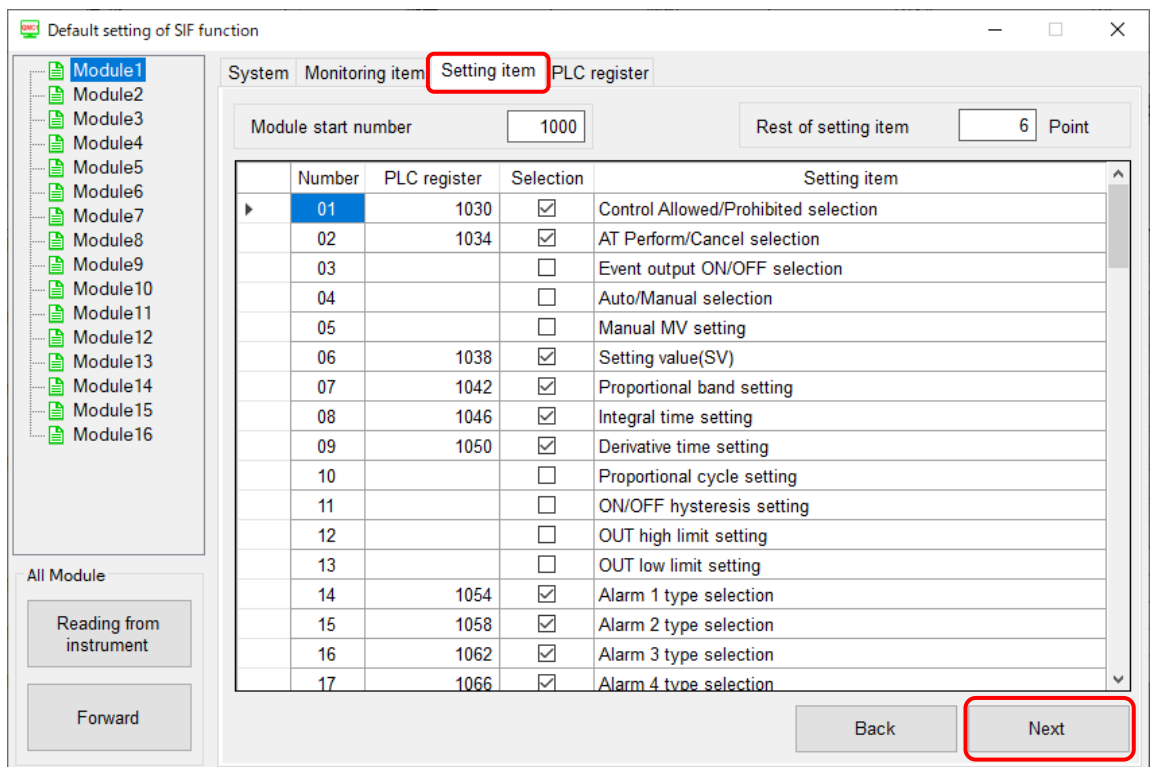 QMC1
Default setting of SIF function
Module1
Module2
Module3
Module4
Module5
Module6
Module7
Module8
Module9
Module10
Module11
Module12
Module13
Module14
Module15
Module16
All Module
Reading from
instrument
Forward
System Monitoring item Setting item PLC register
Module start number 1000 Rest of setting item 6 Point
Number PLC register Selection Setting item
01 1030 Control Allowed/Prohibited selection
02 1034 AT Perform/Cancel selection
03 Event output ON/OFF selection
04 Auto/Manual selection
05 Manual MV setting
06 1038 Setting value(SV)
07 1042 Proportional band setting
08 1046 Integral time setting
09 1050 Derivative time setting
10 Proportional cycle setting
11 ON/OFF hysteresis setting
12 OUT high limit setting
13 OUT low limit setting
14 1054 Alarm 1 type selection
15 1058 Alarm 2 type selection
16 1062 Alarm 3 type selection
17 1066 Alarm 4 type selection
Back Next